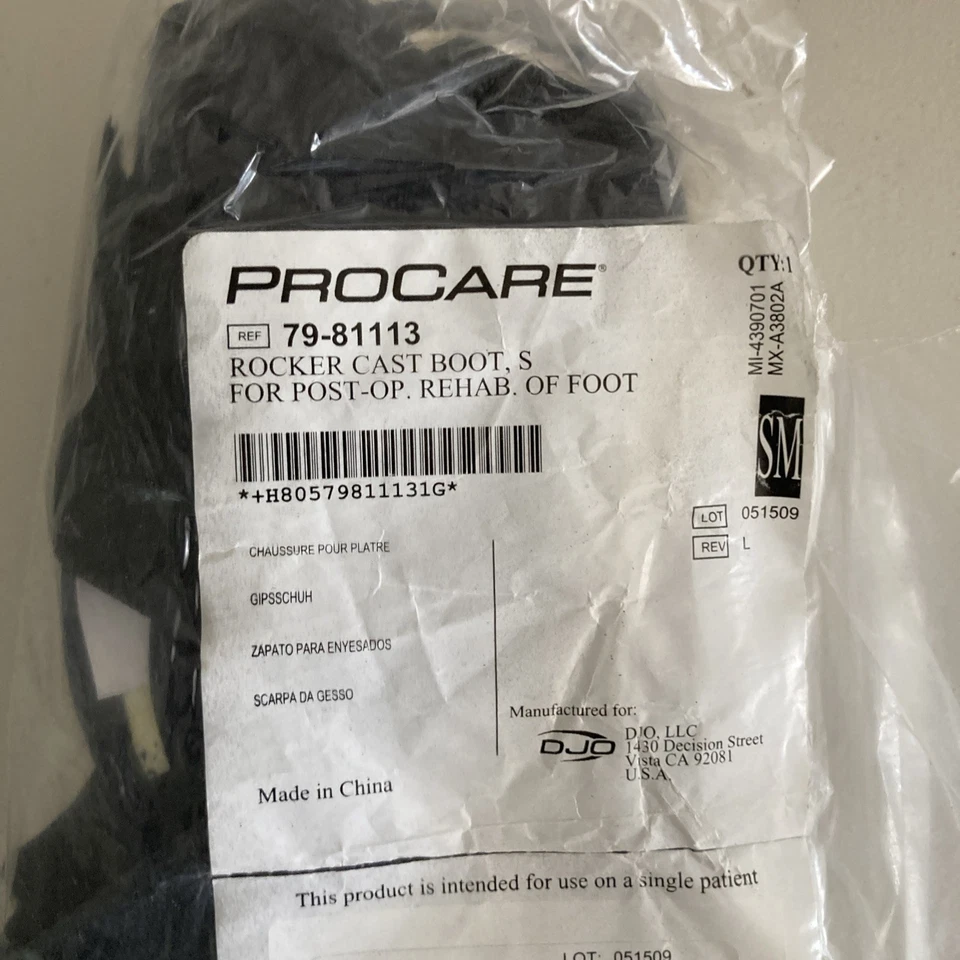 PROCARE®
QTY:1
REF 79-81113
ROCKER CAST BOOT, S
FOR POST-OP. REHAB. OF FOOT
MI-4390701
MX-A3802A
SM
*+H80579811131G*
LOT 051509
REV L
CHAUSSURE POUR PLATRE
GIPSSCHUH
ZAPATO PARA ENYESADOS
SCARPA DA GESSO
Manufactured for:
DJO
DJO, LLC
1430 Decision Street
Vista CA 92081
U.S.A.
Made in China
This product is intended for use on a single patient
LOT: 051509